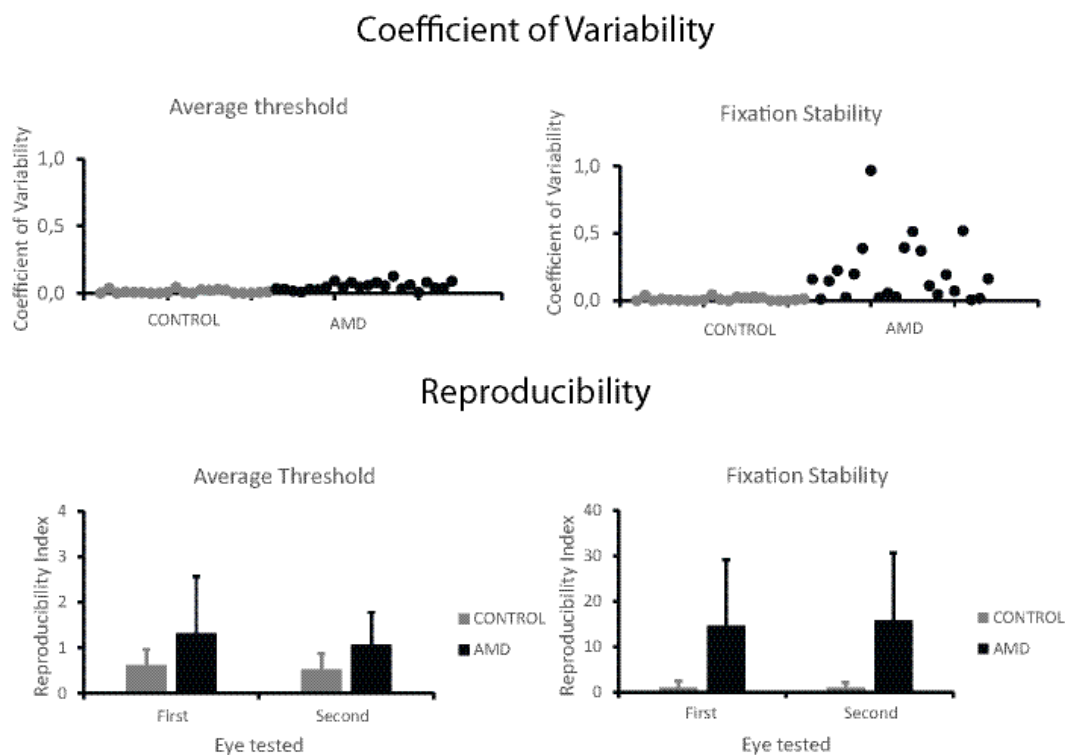 Coefficient of Variability
Average threshold
Coefficient of Variability
1,0
0,5
0,0
CONTROL AMD
Fixation Stability
Coefficient of Variability
1,0
0,5
0,0
CONTROL AMD
Reproducibility
Average Threshold
Reproducibility Index
4
3
2
1
0
First Second
Eye tested
CONTROL
AMD
Fixation Stability
Reproducibility Index
40
30
20
10
0
First Second
Eye tested
CONTROL
AMD